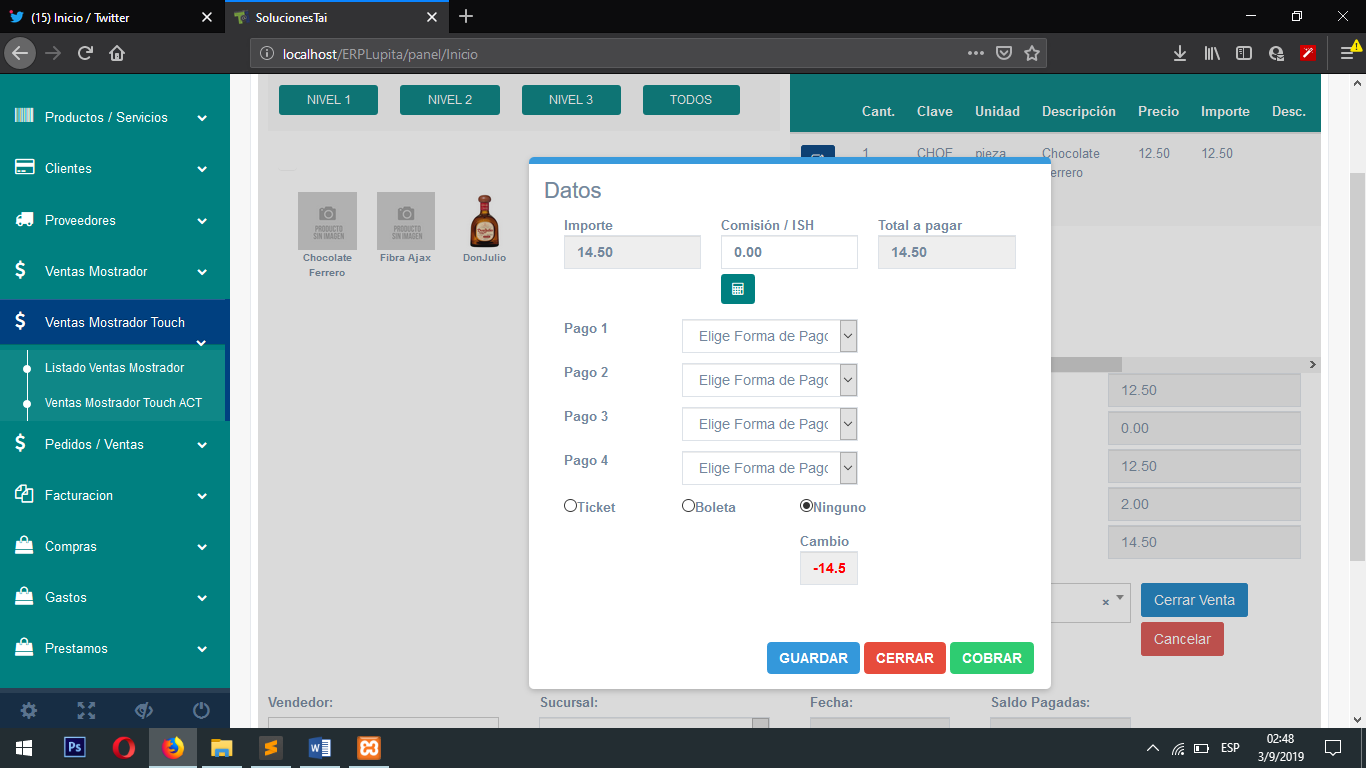 (15) Inicio / Twitter
SolucionesTai
localhost/ERPLupita/panel/Inicio
Productos / Servicios
Clientes
Proveedores
Ventas Mostrador
Ventas Mostrador Touch
Listado Ventas Mostrador
Ventas Mostrador Touch ACT
Pedidos / Ventas
Facturacion
Compras
Gastos
Prestamos
NIVEL 1 NIVEL 2 NIVEL 3 TODOS
PRODUCTO SIN IMAGEN
PRODUCTO SIN IMAGEN
Chocolate Ferrero
Fibra Ajax
DonJulio
Cant. Clave Unidad Descripción Precio Importe Desc.
1 CHOF pieza Chocolate 12.50 12.50
errero
Datos
Importe Comisión / ISH Total a pagar
14.50 0.00 14.50
Pago 1 Elige Forma de Pago
Pago 2 Elige Forma de Pago
Pago 3 Elige Forma de Pago
Pago 4 Elige Forma de Pago
Ticket Boleta Ninguno
Cambio
-14.5
GUARDAR CERRAR COBRAR
12.50
0.00
12.50
2.00
14.50
× Cerrar Venta
Cancelar
Vendedor: Sucursal: Fecha: Saldo Pagadas:
Ps
W
ESP
02:48
3/9/2019